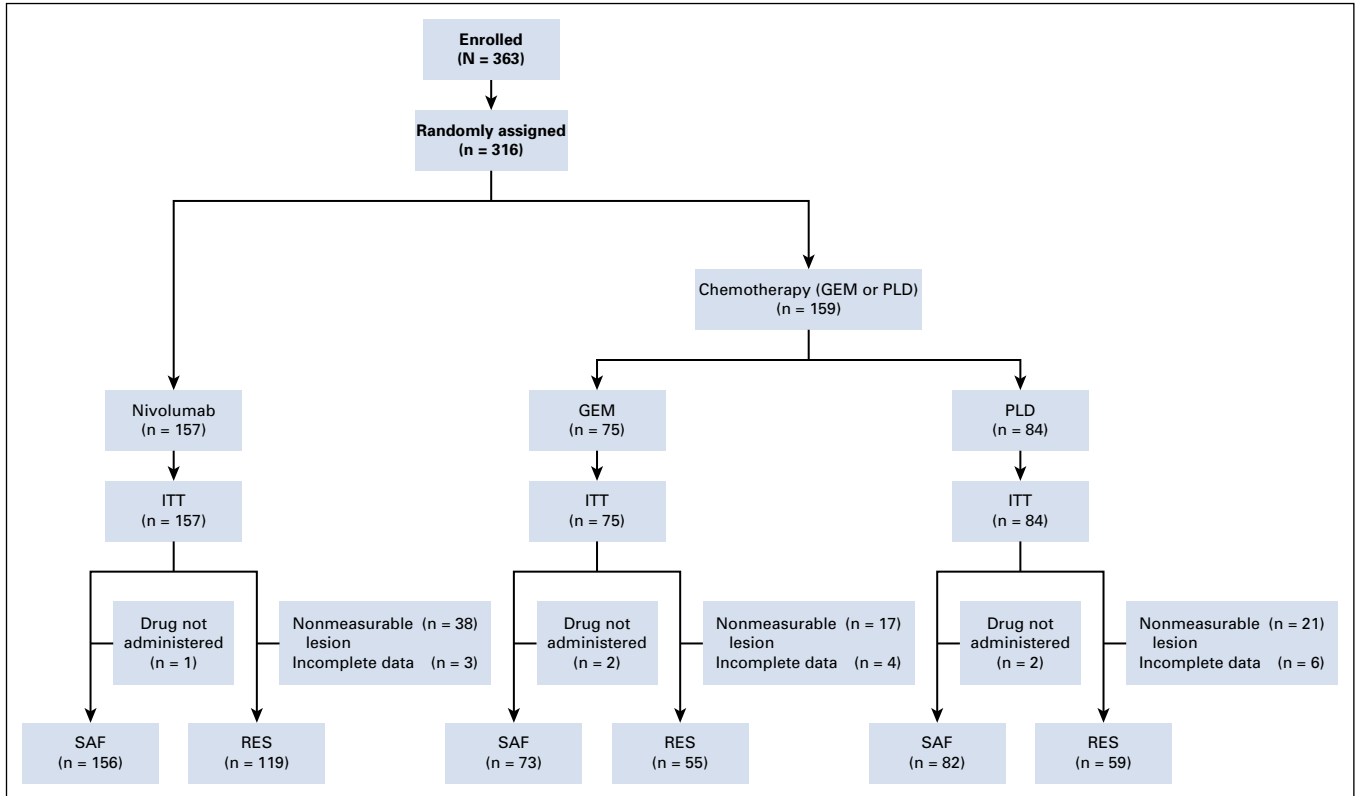 Enrolled
(N = 363)
Randomly assigned
(n = 316)
Chemotherapy (GEM or PLD)
(n = 159)
Nivolumab
(n = 157)
GEM
(n = 75)
PLD
(n = 84)
ITT
(n = 157)
ITT
(n = 75)
ITT
(n = 84)
Drug not
administered
(n = 1)
Nonmeasurable (n = 38)
lesion
Incomplete data (n = 3)
Drug not
administered
(n = 2)
Nonmeasurable (n = 17)
lesion
Incomplete data (n = 4)
Drug not
administered
(n = 2)
Nonmeasurable (n = 21)
lesion
Incomplete data (n = 6)
SAF
(n = 156)
RES
(n = 119)
SAF
(n = 73)
RES
(n = 55)
SAF
(n = 82)
RES
(n = 59)